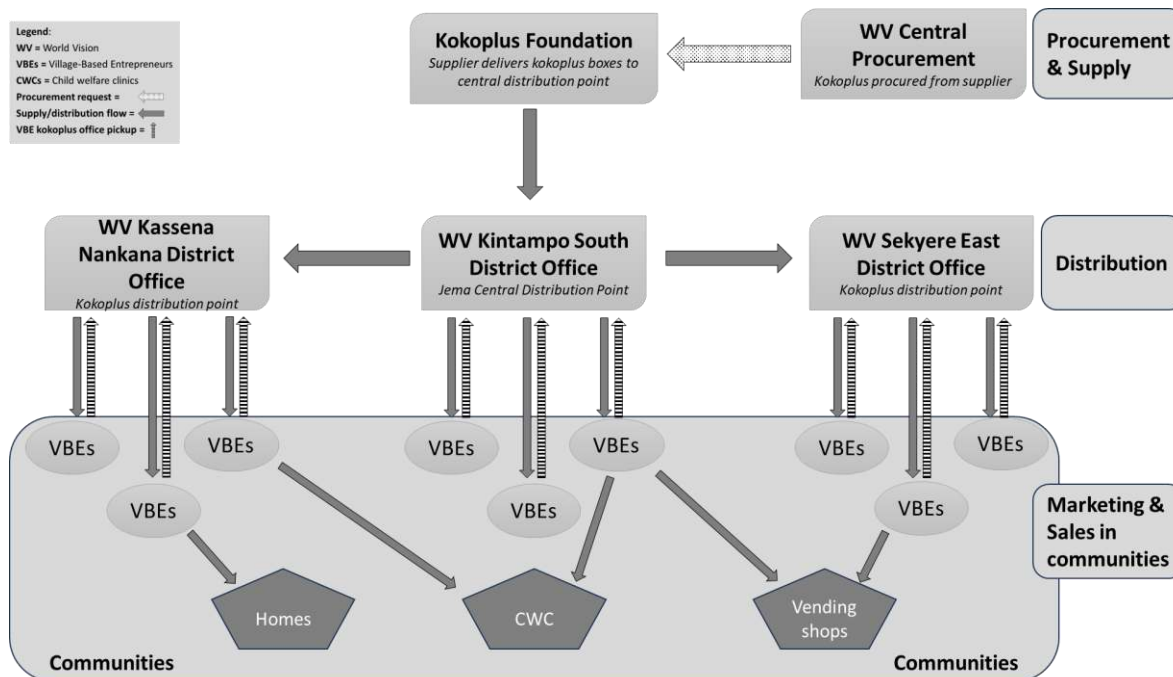 Legend:
WV = World Vision
VBEs = Village-Based Entrepreneurs
CWCs = Child welfare clinics
Procurement request =
Supply/distribution flow =
VBE kokoplus office pickup =
Kokoplus Foundation
Supplier delivers kokoplus boxes to
central distribution point
WV Central
Procurement
Kokoplus procured from supplier
Procurement
& Supply
WV Kassena
Nankana District
Office
Kokoplus distribution point
WV Kintampo South
District Office
Jema Central Distribution Point
WV Sekyere East
District Office
Kokoplus distribution point
Distribution
VBEs
VBEs
VBEs
VBEs
VBEs
VBEs
VBEs
VBEs
VBEs
Marketing &
Sales in
communities
Homes
CWC
Vending
shops
Communities
Communities